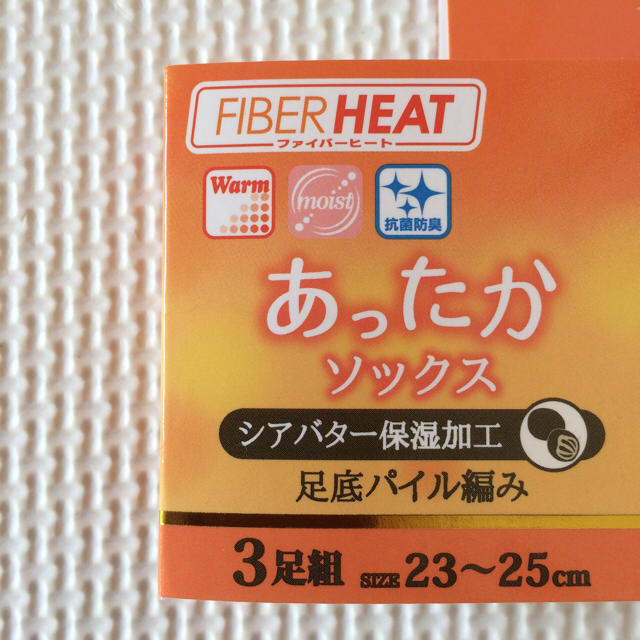 FIBER HEAT
ファイバーヒート
Warm
moist
抗菌防臭
あったか
ソックス
シアバター保湿加工
足底パイル編み
3足組 SIZE 23〜25cm